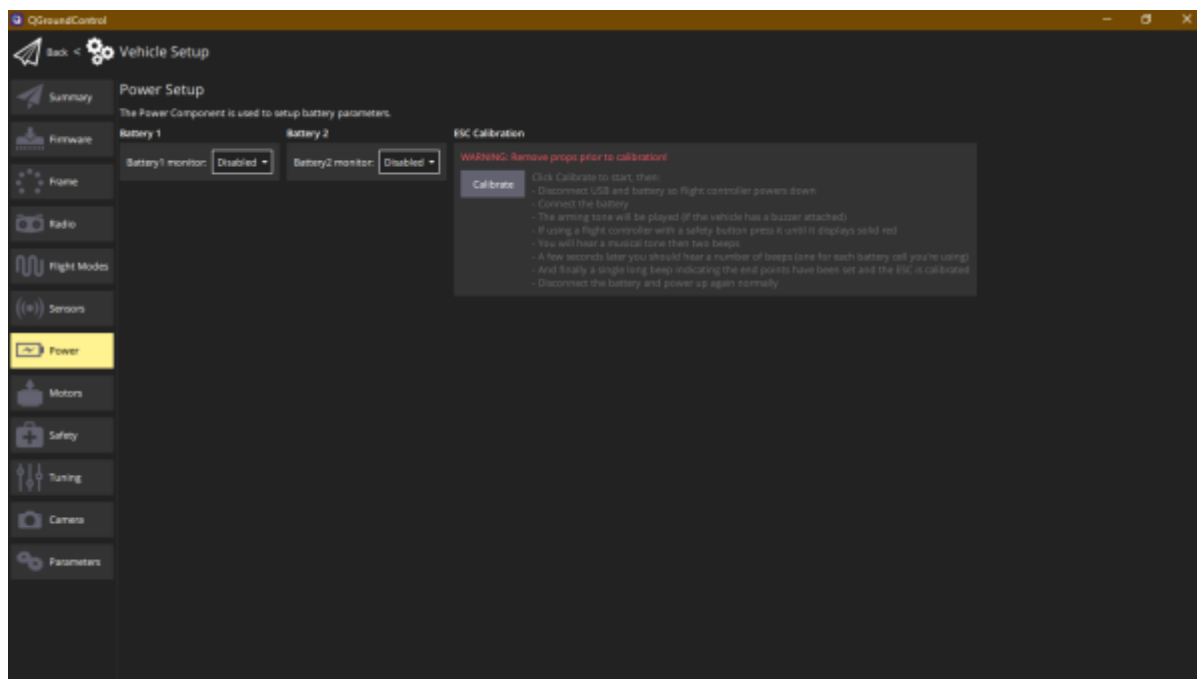 QGroundControl
Back < Vehicle Setup
Summary
Firmware
Frame
Radio
Flight Modes
Sensors
Power
Motors
Safety
Tuning
Camera
Parameters
Power Setup
The Power Component is used to setup battery parameters.
Battery 1
Battery1 monitor: Disabled
Battery 2
Battery2 monitor: Disabled
ESC Calibration
WARNING: Remove props prior to calibration!
Calibrate
Click Calibrate to start, then:
- Disconnect USB and battery so flight controller powers down
- Connect the battery
- The arming tone will be played (if the vehicle has a buzzer attached)
- If using a flight controller with a safety button press it until it displays solid red
- You will hear a musical tone then two beeps
- A few seconds later you should hear a number of beeps (one for each battery cell you're using)
- And finally a single long beep indicating the end points have been set and the ESC is calibrated
- Disconnect the battery and power up again normally